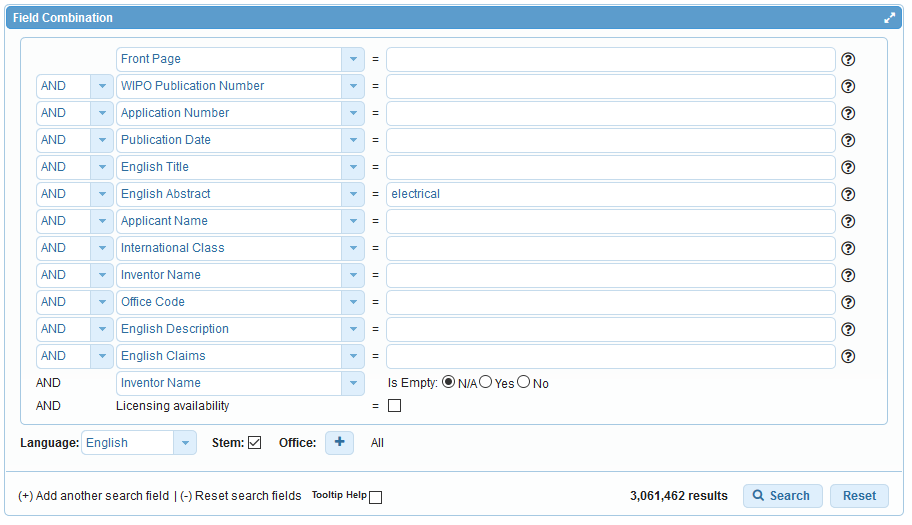 Field Combination
Front Page =
AND WIPO Publication Number =
AND Application Number =
AND Publication Date =
AND English Title =
AND English Abstract = electrical
AND Applicant Name =
AND International Class =
AND Inventor Name =
AND Office Code =
AND English Description =
AND English Claims =
AND Inventor Name Is Empty: N/A Yes No
AND Licensing availability =
Language: English Stem: Office: + All
(+) Add another search field | (-) Reset search fields Tooltip Help 3,061,462 results Search Reset